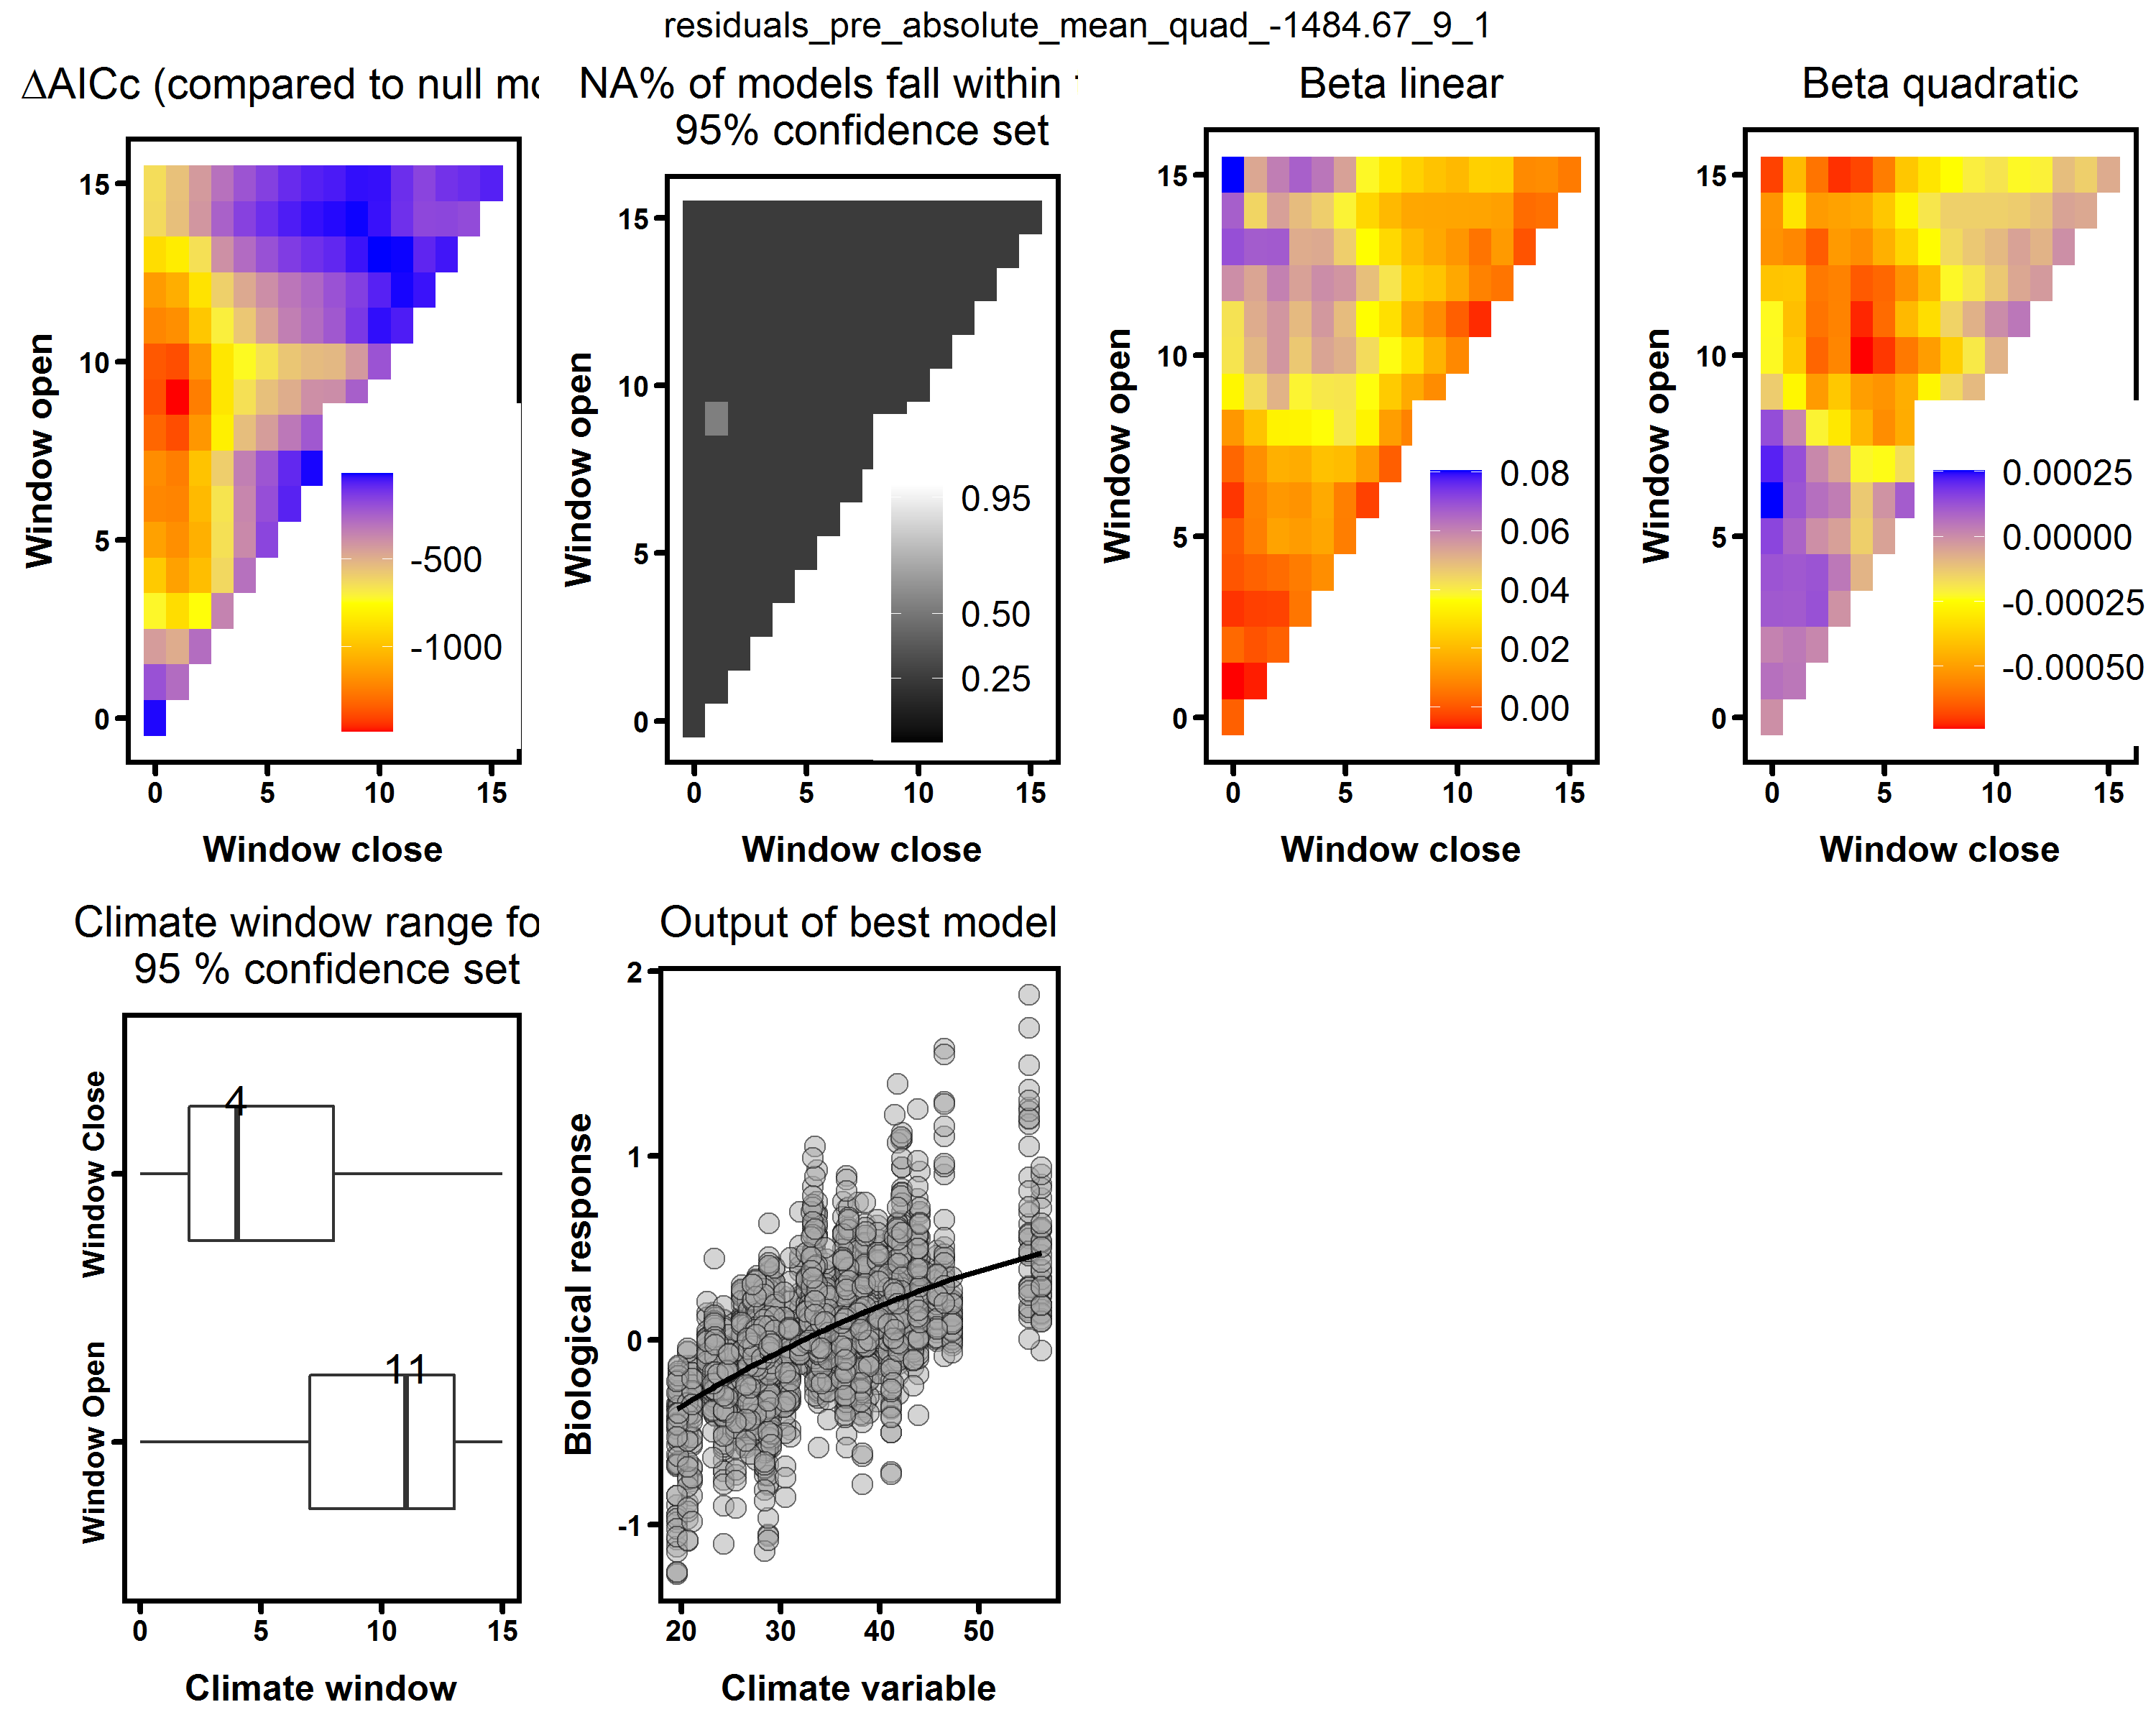 residuals_pre_absolute_mean_quad_-1484.67_9_1
ΔAICc (compared to null mo
Window open
15
10
5
0
-500
-1000
0 5 10 15
Window close
NA% of models fall within
95% confidence set
Window open
15
10
5
0
0.95
0.50
0.25
0 5 10 15
Window close
Beta linear
Window open
15
10
5
0
0.08
0.06
0.04
0.02
0.00
0 5 10 15
Window close
Beta quadratic
Window open
15
10
5
0
0.00025
0.00000
-0.00025
-0.00050
0 5 10 15
Window close
Climate window range fo
95 % confidence set
Window Close
4
Window Open
11
0 5 10 15
Climate window
Output of best model
Biological response
2
1
0
-1
20 30 40 50
Climate variable